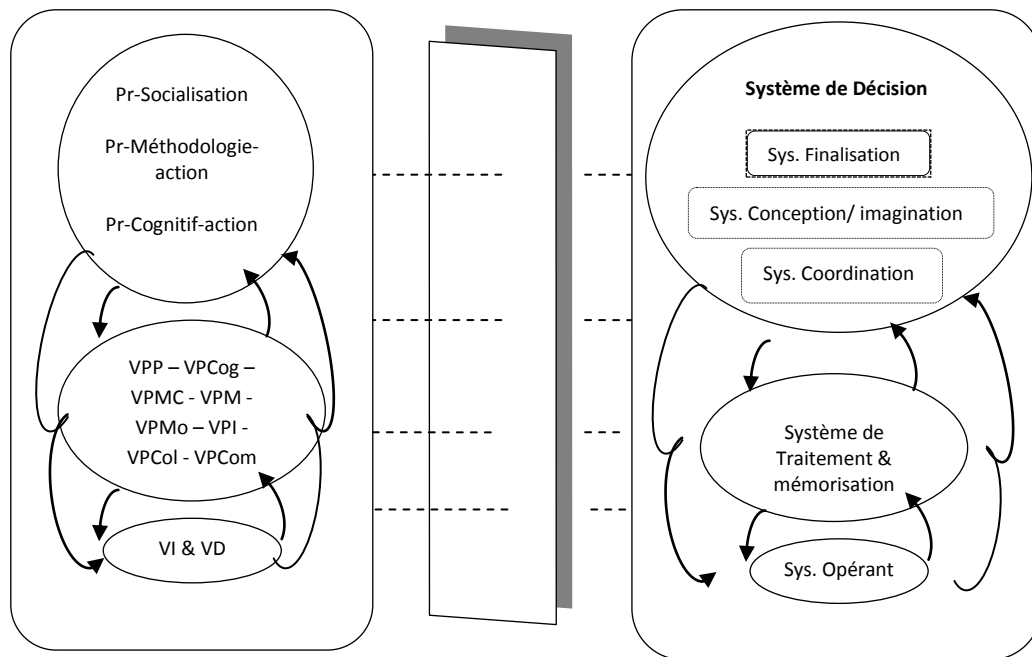 Pr-Socialisation
Pr-Méthodologie-
action
Pr-Cognitif-action
VPP – VPCog –
VPMC - VPM -
VPMo – VPI -
VPCol - VPCom
VI & VD
Système de Décision
Sys. Finalisation
Sys. Conception/ imagination
Sys. Coordination
Système de
Traitement &
mémorisation
Sys. Opérant